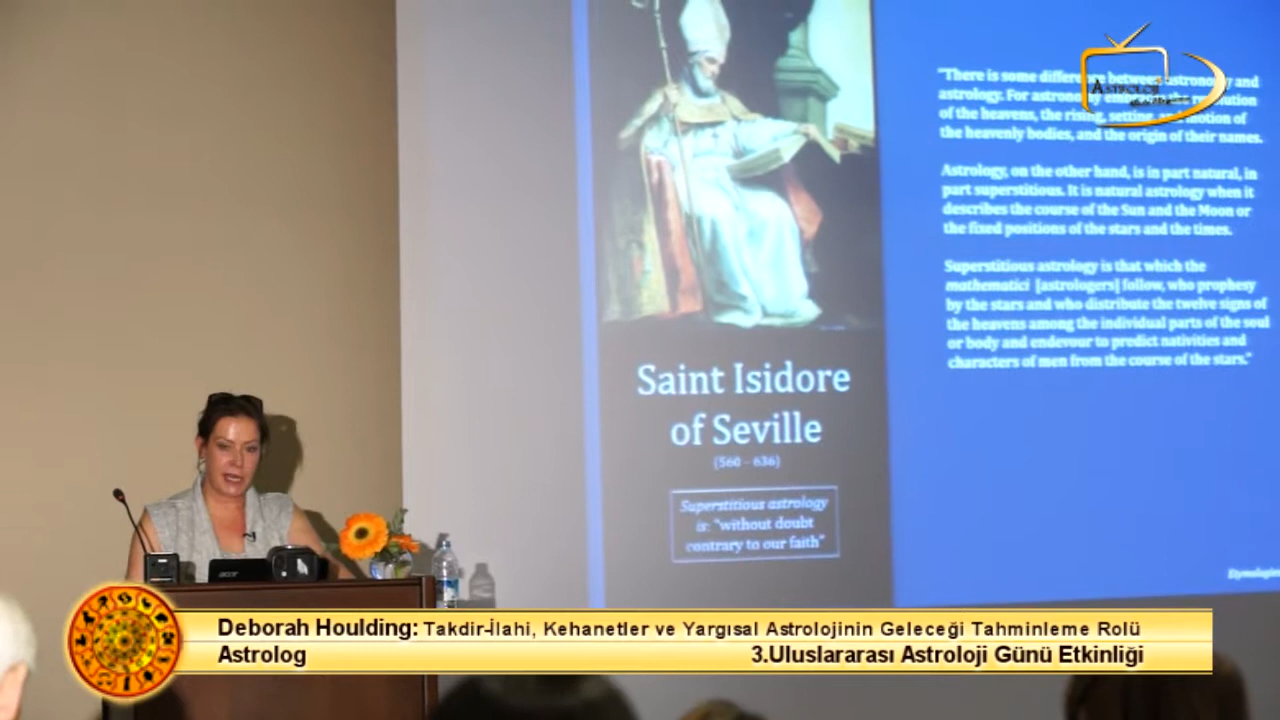 "There is some difference between astronomy and
astrology. For astronomy embraces the revolution
of the heavens, the rising, setting, and motion of
the heavenly bodies, and the origin of their names.
Astrology, on the other hand, is in part natural, in
part superstitious. It is natural astrology when it
describes the course of the Sun and the Moon or
the fixed positions of the stars and the times.
Superstitious astrology is that which the
mathematici [astrologers] follow, who prophesy
by the stars and who distribute the twelve signs of
the heavens among the individual parts of the soul
or body and endevour to predict nativities and
characters of men from the course of the stars."
Saint Isidore
of Seville
(560 – 636)
Superstitious astrology
is: "without doubt
contrary to our faith"
acer
Deborah Houlding: Takdir-İlahi, Kehanetler ve Yargısal Astrolojinin Geleceği Tahminleme Rolü
Astrolog
3.Uluslararası Astroloji Günü Etkinliği